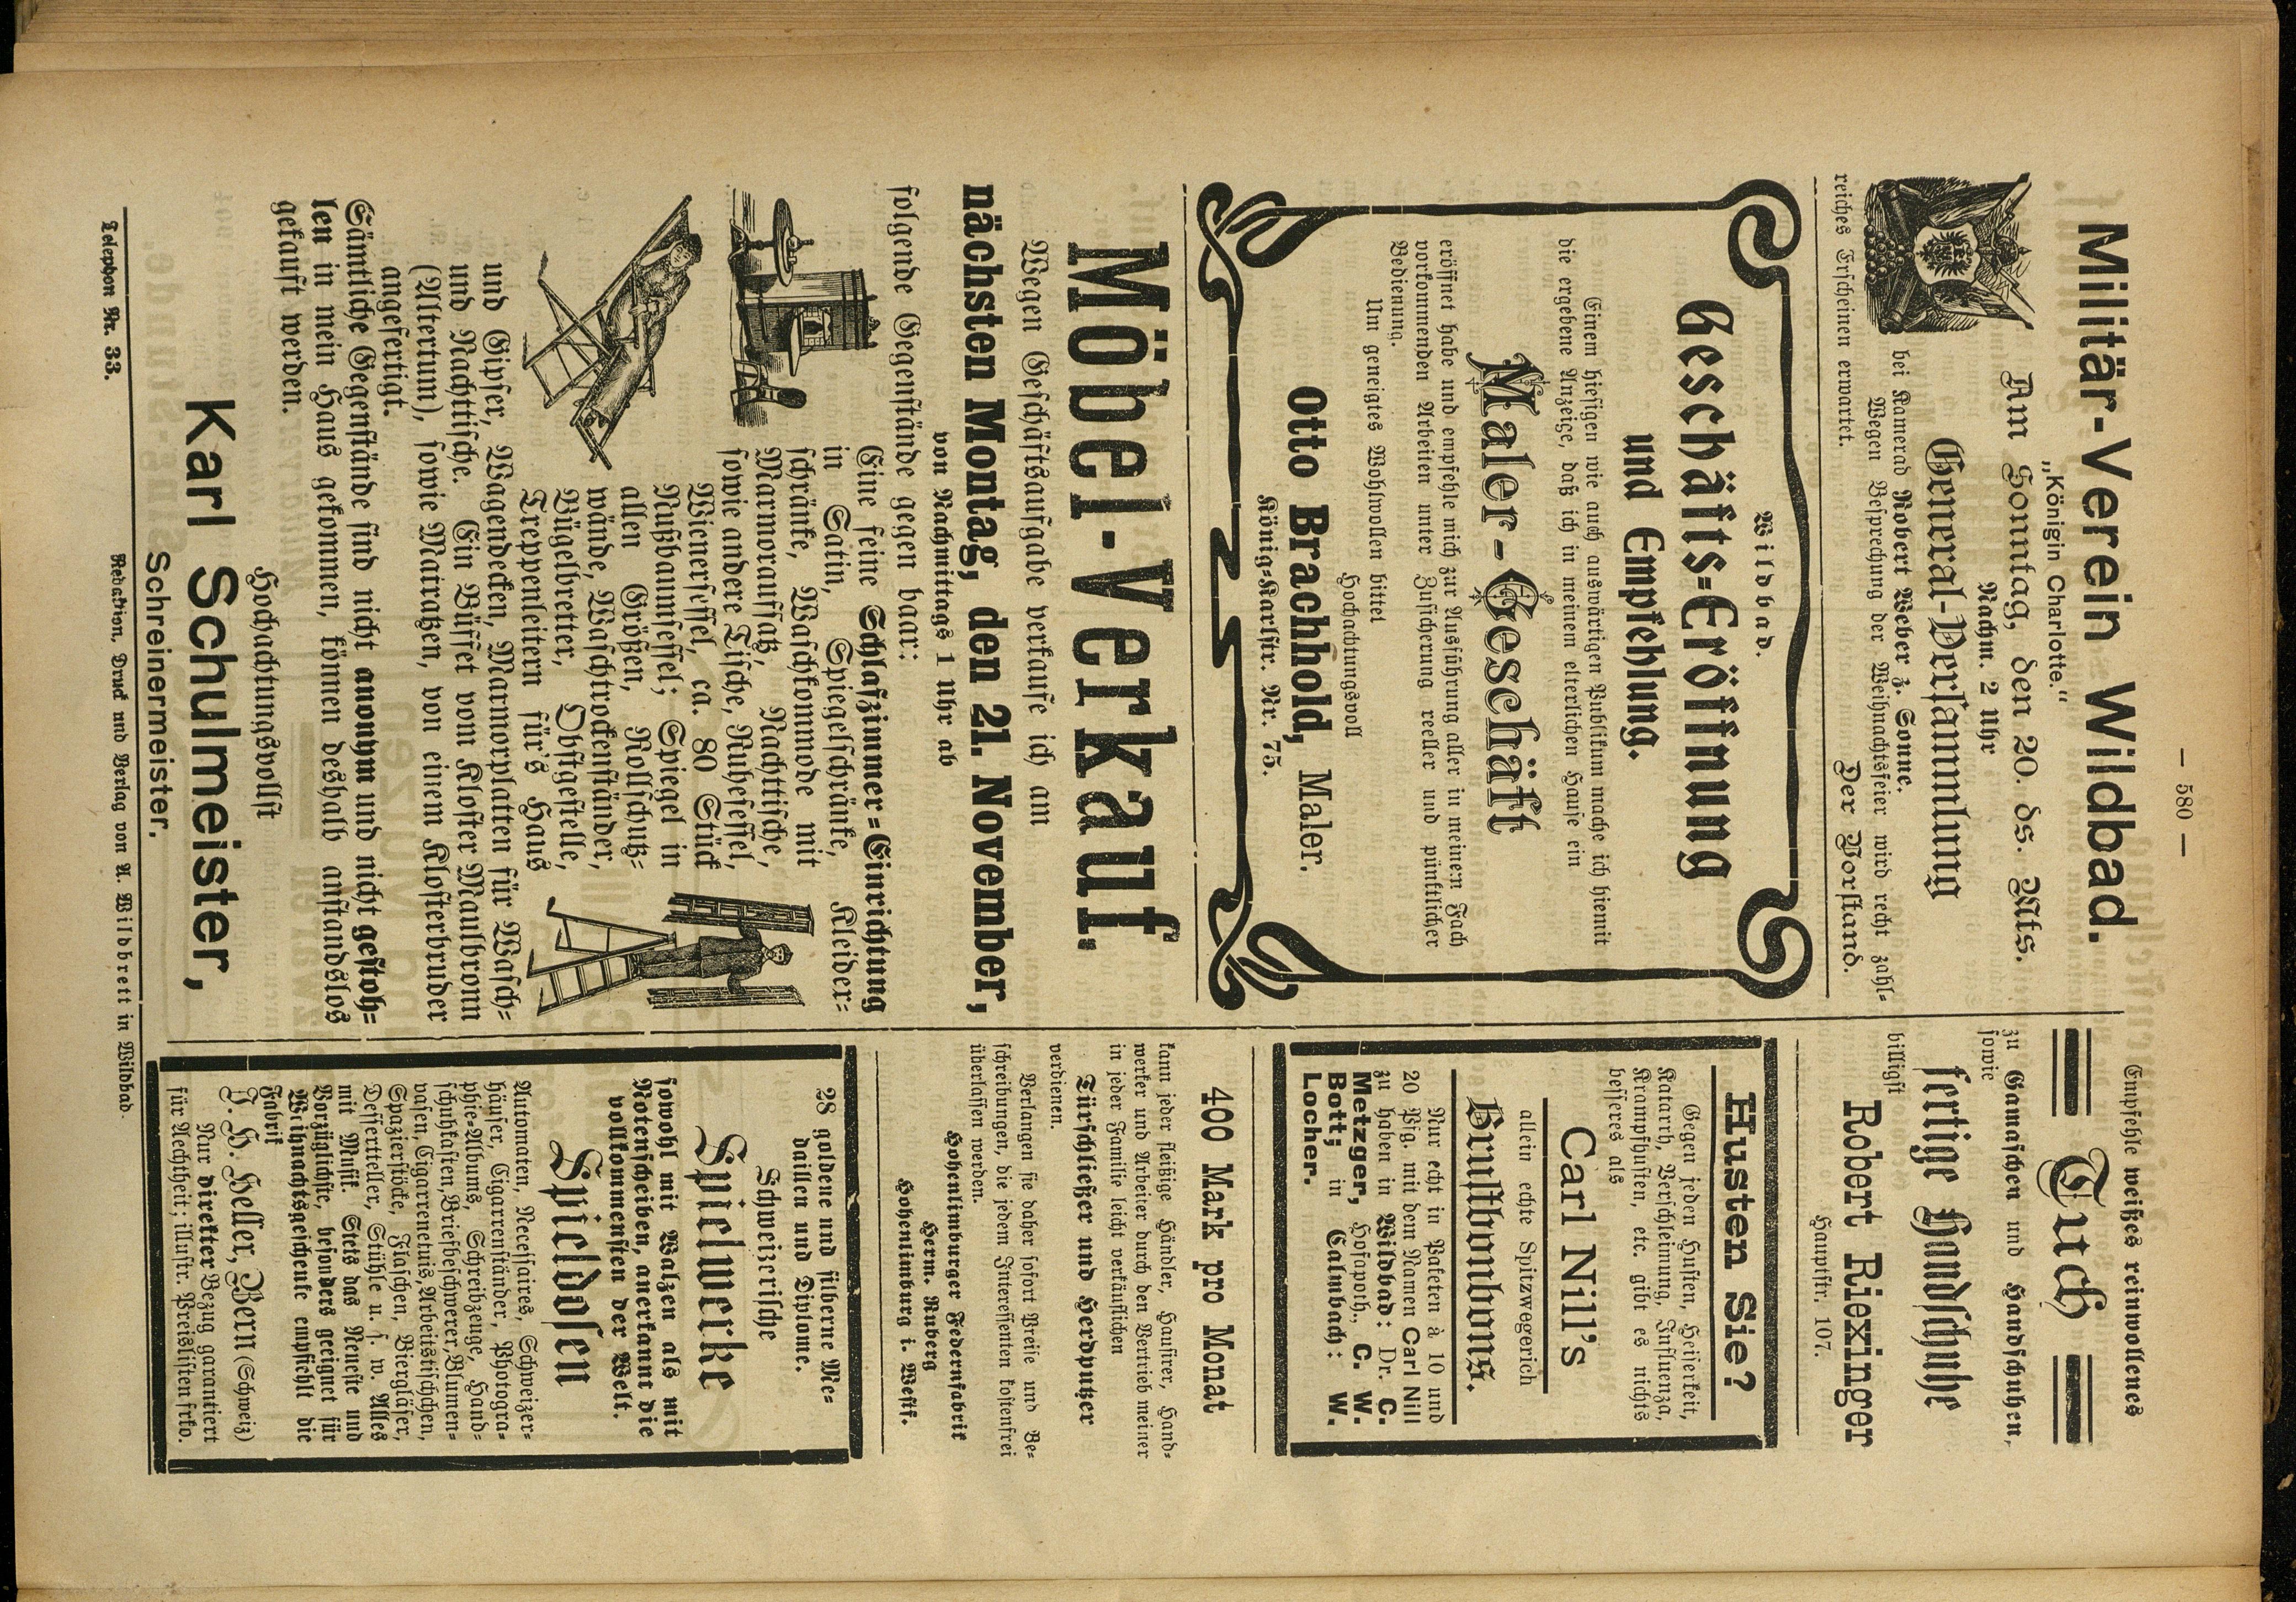 — 580 —
Militär-Verein Wildbad.
„Königin Charlotte.“
Am Sonntag, den 20. ds. Mts.
Nachm. 2 Uhr
General-Versammlung
bei Kamerad Robert Weber z. Sonne.
Wegen Besprechung der Weihnachtsfeier wird recht zahl-
reiches Erscheinen erwartet.
Der Vorstand.
Wildbad.
Geschäfts-Eröffnung
und Empfehlung.
Einem hiesigen wie auch auswärtigen Publikum mache ich hiemit
die ergebene Anzeige, daß ich in meinem elterlichen Hause ein
Maler-Geschäft
eröffnet habe und empfehle mich zur Ausführung aller in meinem Fach
vorkommenden Arbeiten unter Zusicherung reeller und pünktlicher
Bedienung.
Um geneigtes Wohlwollen bittet
Hochachtungsvoll
Otto Brachhold, Maler.
König-Karlstr. Nr. 75.
Möbel-Verkauf.
Wegen Geschäftsaufgabe verkaufe ich am
nächsten Montag, den 21. November,
von Nachmittags 1 Uhr ab
folgende Gegenstände gegen baar:
Eine feine Schlafzimmer-Einrichtung
in Satin, Spiegelschränke, Kleider-
schränke, Waschkommode mit
Marmoraufsatz, Nachttische,
sowie andere Tische, Ruhesessel,
Wienersessel, ca. 80 Stück
Nußbaumsessel; Spiegel in
allen Größen, Rollschutz-
wände, Waschtrockenständer,
Bügelbretter, Obstgestelle,
Treppenleitern für's Haus
und Gipser, Wagendecken, Marmorplatten für Wasch-
und Nachttische. Ein Büffet vom Kloster Maulbronn
(Altertum), sowie Matratzen, von einem Klosterbruder
angefertigt.
Sämtliche Gegenstände sind nicht anonym und nicht gestoh-
len in mein Haus gekommen, können deshalb anstandslos
gekauft werden.
Hochachtungsvollst
Karl Schulmeister,
Schreinermeister.
Empfehle weißes reinwollenes
Tuch
zu Gamaschen und Handschuhen,
sowie
fertige Handschuhe
billigst
Robert Riexinger
Hauptstr. 107.
Husten Sie?
Gegen jeden Husten, Heiserkeit,
Katarrh, Verschleimung, Influenza,
Krampfhusten, etc. gibt es nichts
besseres als
Carl Nill's
allein echte Spitzwegerich
Brustbonbons.
Nur echt in Paketen à 10 und
20 Pfg. mit dem Namen Carl Nill
zu haben in Wildbad: Dr. C.
Metzger, Hofapoth., C. W.
Bott; in Calmbach: W.
Locher.
400 Mark pro Monat
kann jeder fleißige Händler, Hausirer, Hand-
werker und Arbeiter durch den Vertrieb meiner
in jeder Familie leicht verkäuflichen
Türschließer und Herdputzer
verdienen.
Verlangen sie daher sofort Preise und Be-
schreibungen, die jedem Interessenten kostenfrei
überlassen werden.
Hohenlimburger Federnfabrik
Herm. Ruberg
Hohenlimburg i. Westf.
28 goldene und silberne Me-
daillen und Diplome.
Schweizerische
Spielwerke
sowohl mit Walzen als mit
Notenscheiben, anerkannt die
vollkommensten der Welt.
Spieldosen
Automaten, Necessaires, Schweizer-
häuser, Cigarrenständer, Photogra-
phie-Albums, Schreibzeuge, Hand-
schuhkasten, Briefbeschwerer, Blumen-
vasen, Cigarrenetuis, Arbeitstischchen,
Spazierstöcke, Flaschen, Biergläser,
Dessertteller, Stühle u. s. w. Alles
mit Musik. Stets das Neueste und
Vorzüglichste, besonders geeignet für
Weihnachtsgeschenke empfiehlt die
Fabrik
J. H. Heller, Bern (Schweiz)
Nur direkter Bezug garantiert
für Aechtheit; illustr. Preislisten frko.
Telephon Nr. 33.
Redaktion, Druck und Verlag von A. Wildbrett in Wildbad.